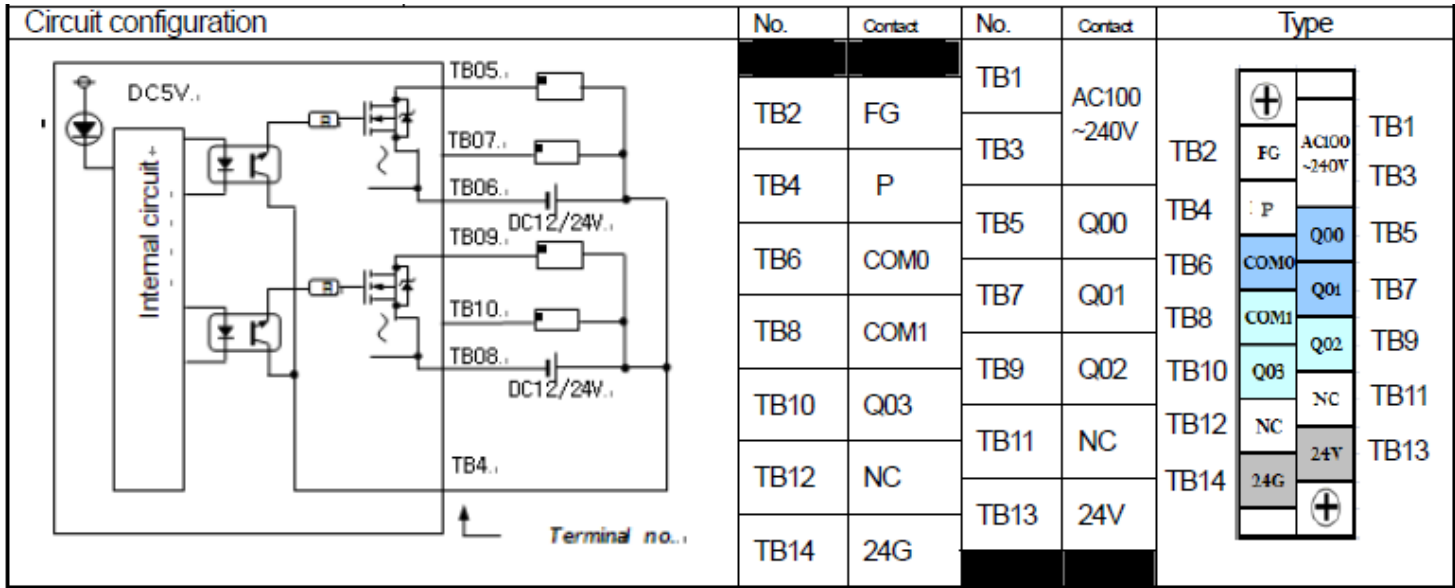 Circuit configuration
No.
Contact
No.
Contact
Type
DC5V.
Internal circuit
R
R
TB05.
TB07.
TB06.
DC12/24V.
TB09.
TB10.
TB08.
DC12/24V.
TB4.
Terminal no..
TB2 FG
TB4 P
TB6 COM0
TB8 COM1
TB10 Q03
TB12 NC
TB14 24G
TB1
AC100
~240V
TB3
TB5 Q00
TB7 Q01
TB9 Q02
TB11 NC
TB13 24V
TB2
TB4
TB6
TB8
TB10
TB12
TB14
FG
P
COM0
COM1
Q03
NC
24G
AC100
~240V
Q00
Q01
Q02
NC
24V
TB1
TB3
TB5
TB7
TB9
TB11
TB13